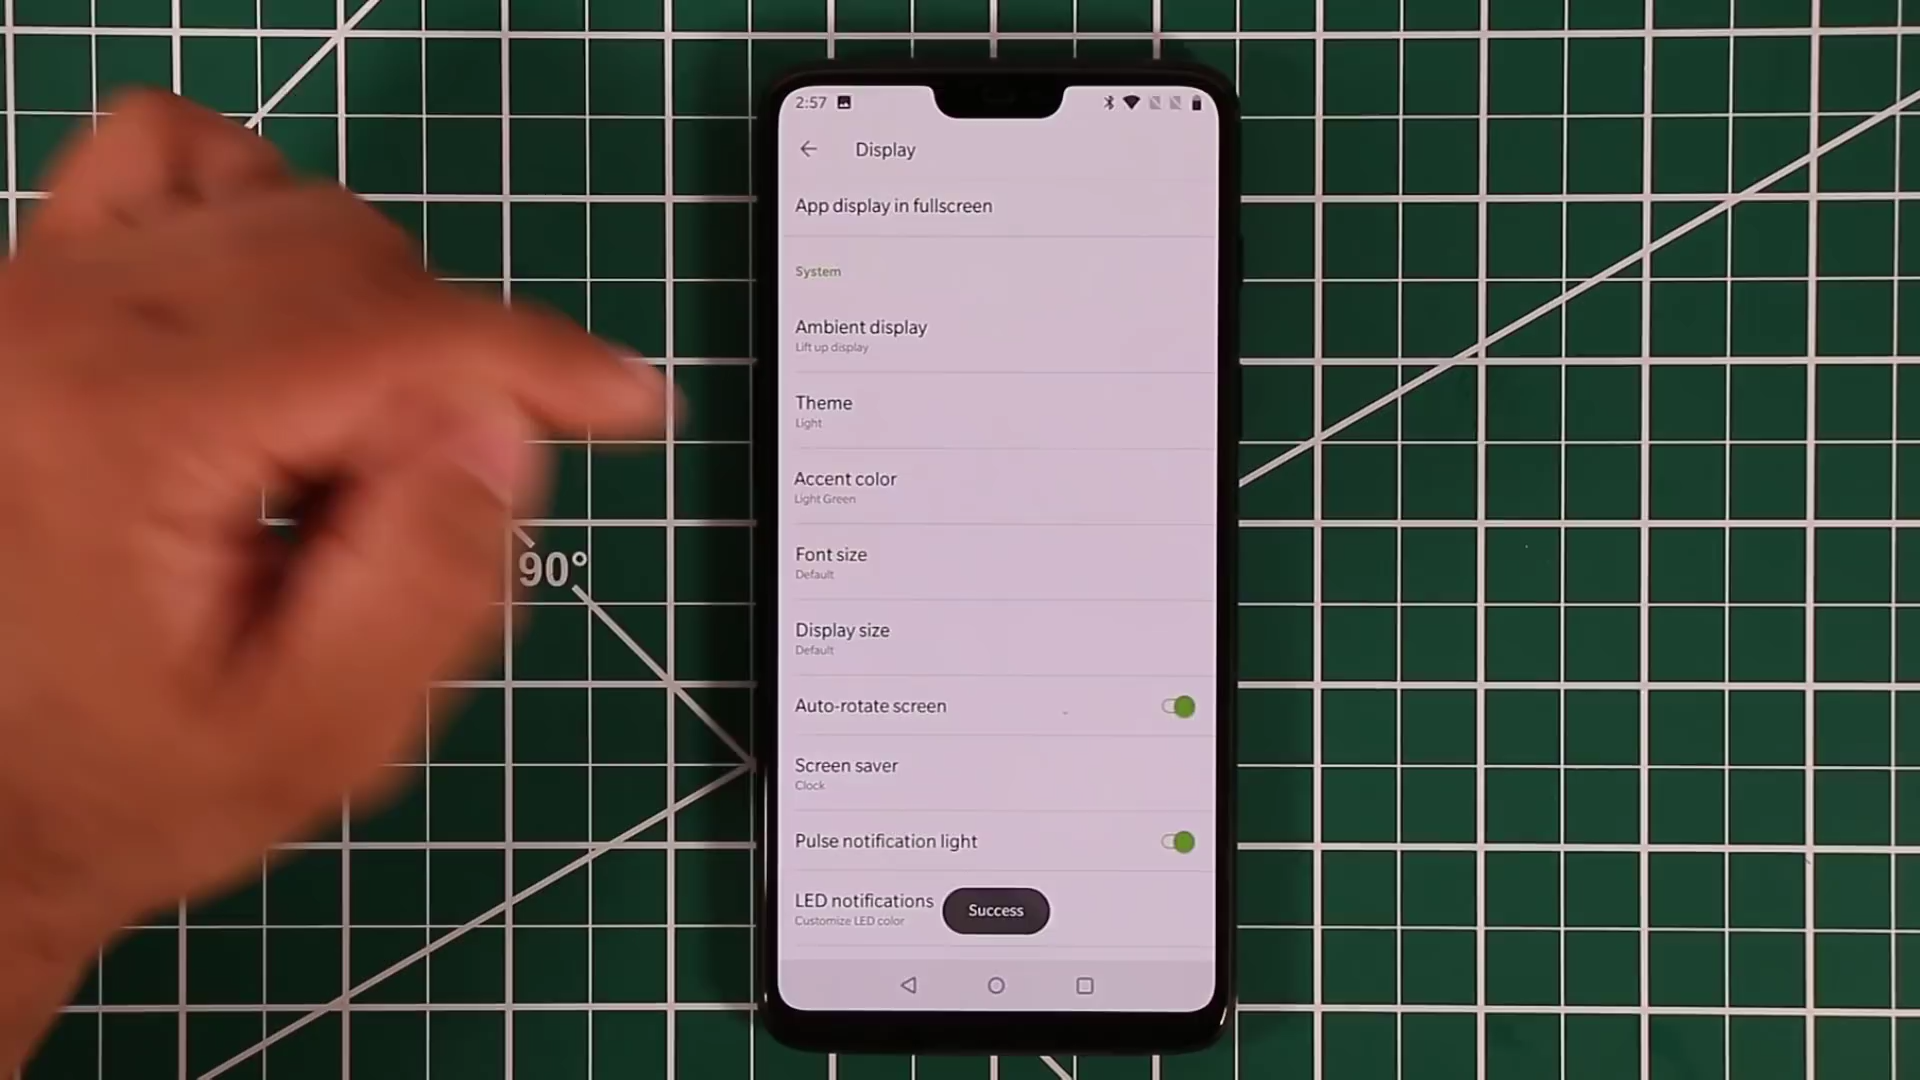 2:57
Display
App display in fullscreen
System
Ambient display
Lift up display
Theme
Light
Accent color
Light Green
Font size
Default
90°
Display size
Default
Auto-rotate screen
Screen saver
Clock
Pulse notification light
LED notifications
Customize LED color
Success